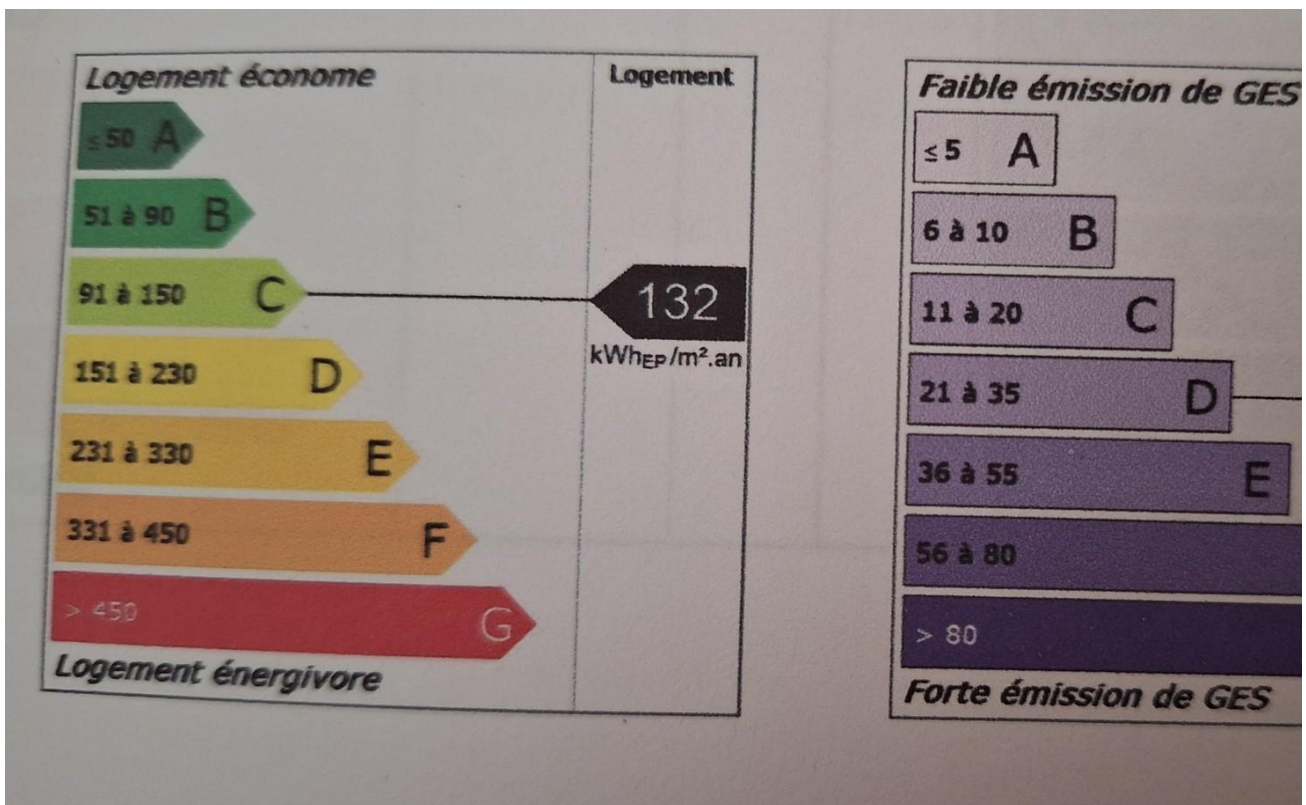 Logement économe
Logement
≤ 50 A
51 à 90 B
91 à 150 C
132
kWhEP/m².an
151 à 230 D
231 à 330 E
331 à 450 F
> 450 G
Logement énergivore
Faible émission de GES
≤ 5 A
6 à 10 B
11 à 20 C
21 à 35 D
36 à 55 E
56 à 80
> 80
Forte émission de GES